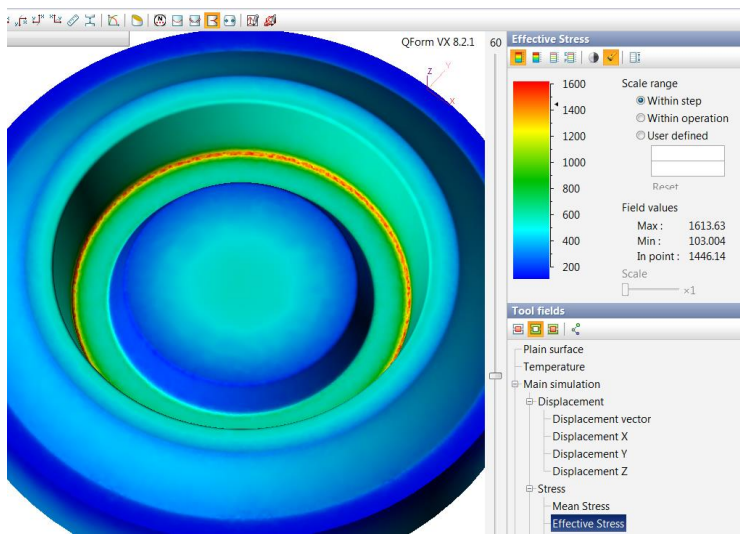 QForm VX 8.2.1
60
Z
Y
X
Effective Stress
1600
1400
1200
1000
800
600
400
200
Scale range
Within step
Within operation
User defined
Reset
Field values
Max : 1613.63
Min : 103.004
In point : 1446.14
Scale
×1
Tool fields
Plain surface
Temperature
Main simulation
Displacement
Displacement vector
Displacement X
Displacement Y
Displacement Z
Stress
Mean Stress
Effective Stress